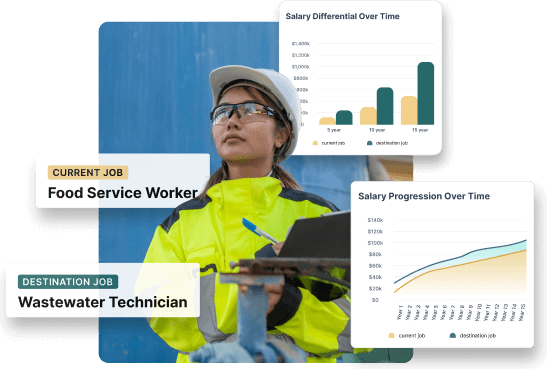 Salary Differential Over Time
$1,400k
$1,200k
$1,000k
$800k
$600k
0
5 year
10 year
15 year
current job
destination job
CURRENT JOB
Food Service Worker
Salary Progression Over Time
$140k
$120k
$100k
$80k
$60k
$40k
$20k
$0
Year 1
Year 2
Year 3
Year 4
Year 5
Year 6
Year 7
Year 8
Year 9
Year 10
Year 11
Year 12
Year 13
Year 14
Year 15
current job
destination job
DESTINATION JOB
Wastewater Technician